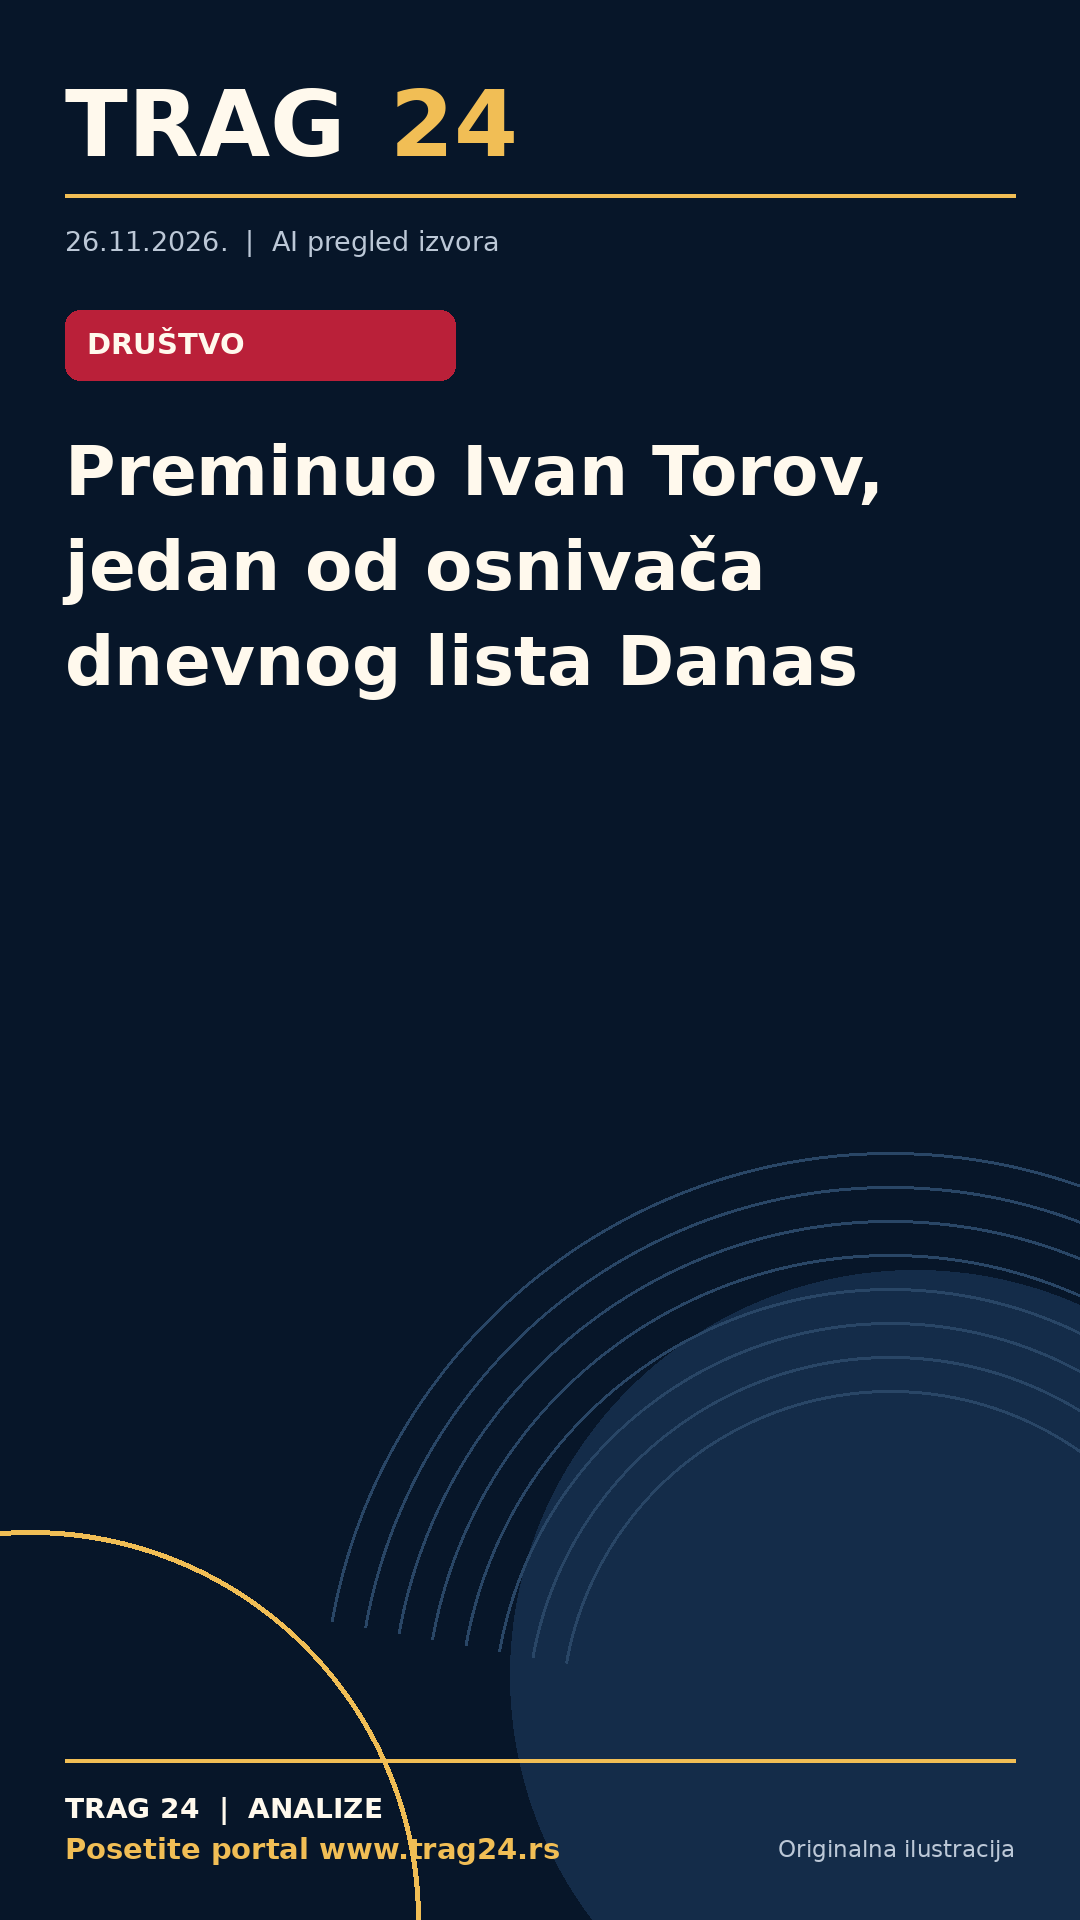 TRAG 24
26.11.2026. | AI pregled izvora
DRUŠTVO
Preminuo Ivan Torov,
jedan od osnivača
dnevnog lista Danas
TRAG 24 | ANALIZE
Posetite portal www.trag24.rs
Originalna ilustracija